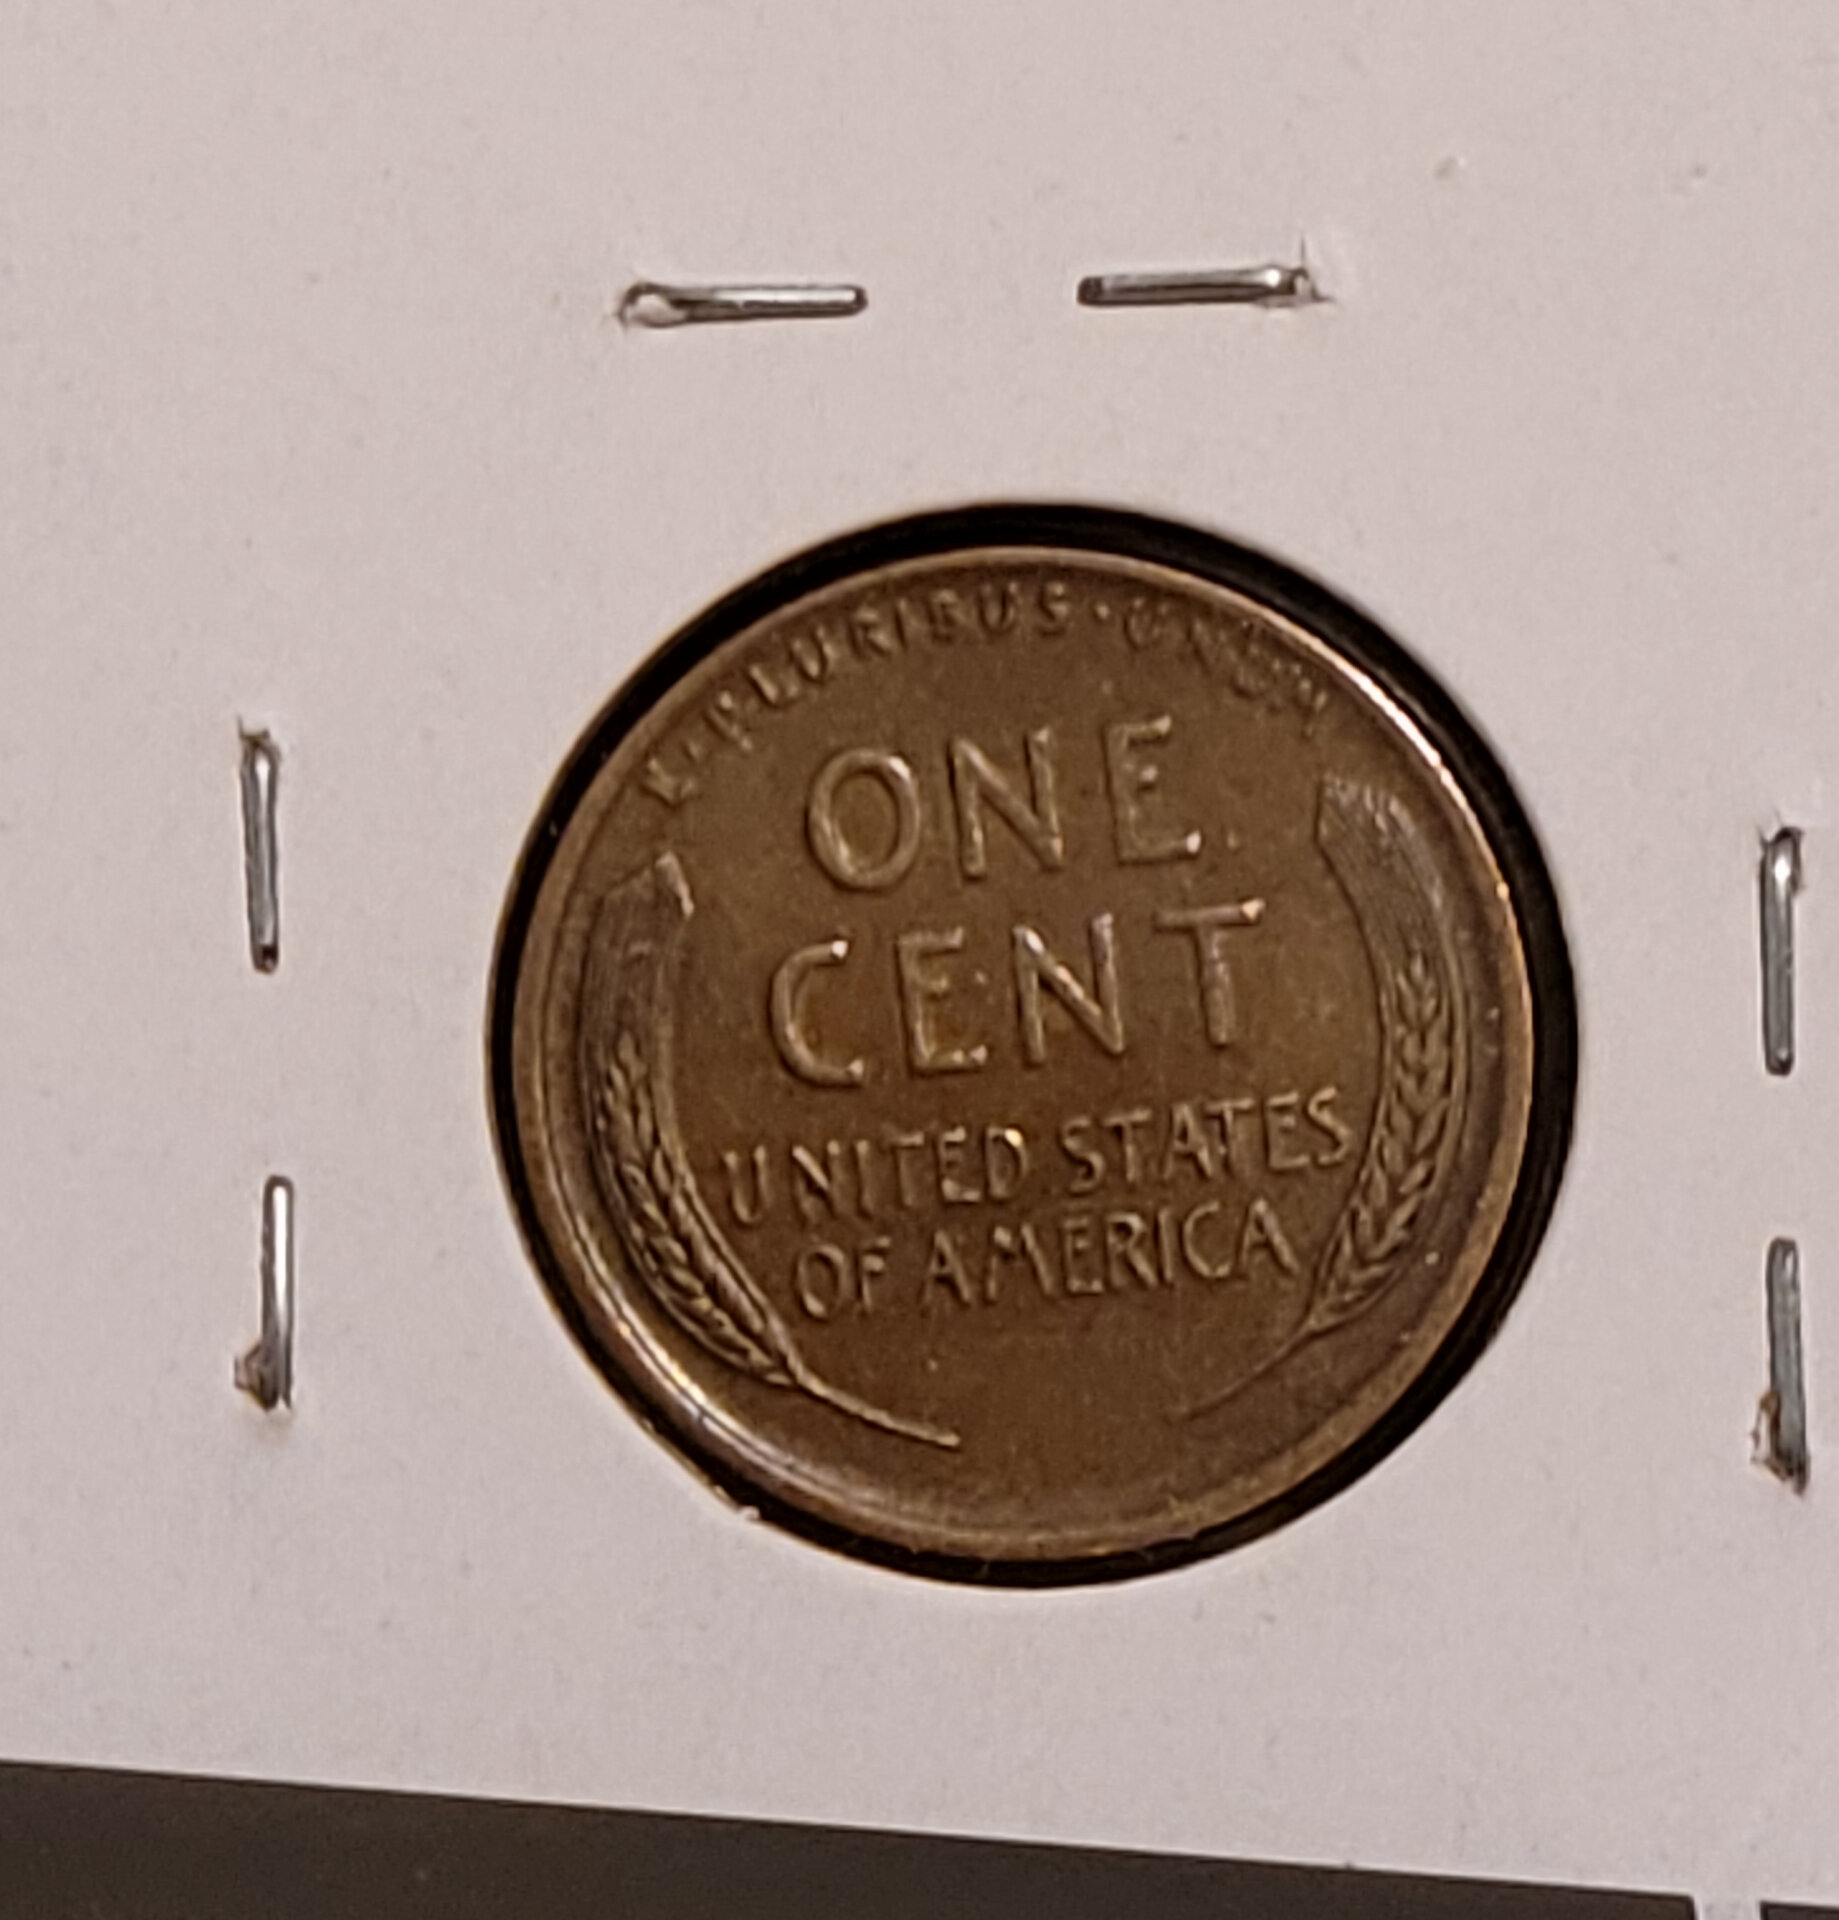 E·PLURIBUS·UNUM
ONE
CENT
UNITED STATES
OF AMERICA